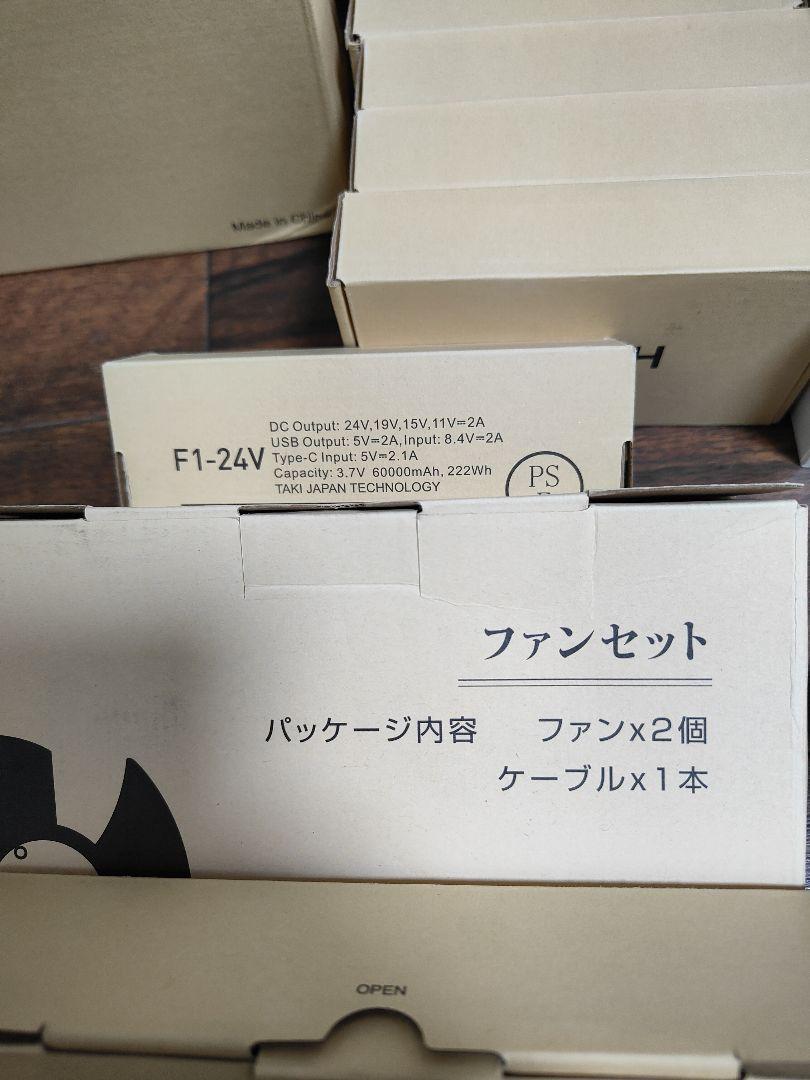 Made in China
H
F1-24V
DC Output: 24V,19V,15V,11V⎓2A
USB Output: 5V⎓2A,Input: 8.4V⎓2A
Type-C Input: 5V⎓2.1A
Capacity: 3.7V 60000mAh, 222Wh
TAKI JAPAN TECHNOLOGY
PS
ファンセット
パッケージ内容 ファンx2個
ケーブルx1本
OPEN